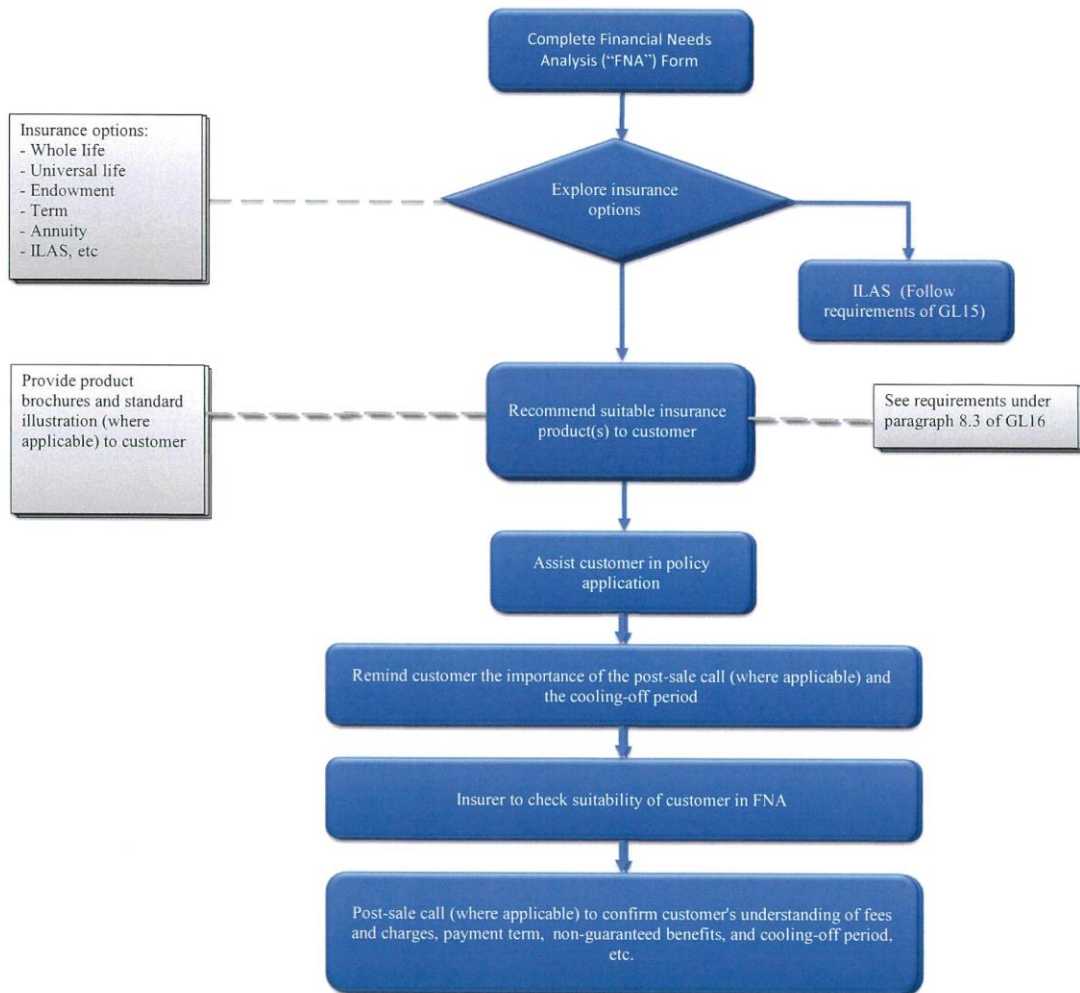 Complete Financial Needs
Analysis ("FNA") Form
Insurance options:
- Whole life
- Universal life
- Endowment
- Term
- Annuity
- ILAS, etc
Explore insurance
options
ILAS (Follow
requirements of GL15)
Provide product
brochures and standard
illustration (where
applicable) to customer
Recommend suitable insurance
product(s) to customer
See requirements under
paragraph 8.3 of GL16
Assist customer in policy
application
Remind customer the importance of the post-sale call (where applicable) and
the cooling-off period
Insurer to check suitability of customer in FNA
Post-sale call (where applicable) to confirm customer's understanding of fees
and charges, payment term, non-guaranteed benefits, and cooling-off period,
etc.